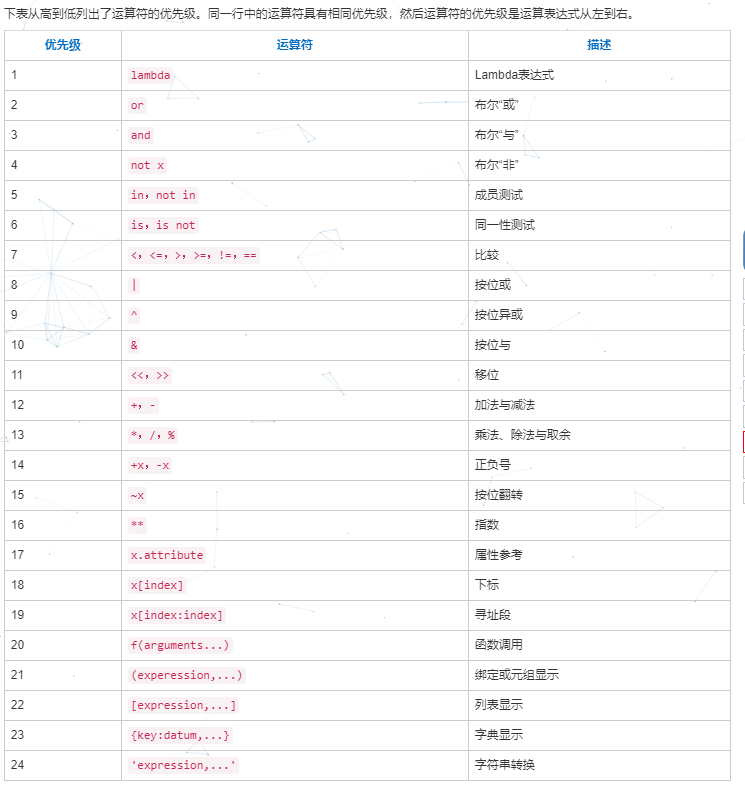 下表从高到低列出了运算符的优先级。同一行中的运算符具有相同优先级，然后运算符的优先级是运算表达式从左到右。
优先级 运算符 描述
1 lambda Lambda表达式
2 or 布尔“或”
3 and 布尔“与”
4 not x 布尔“非”
5 in，not in 成员测试
6 is，is not 同一性测试
7 <，<=，>，>=，!=，== 比较
8 | 按位或
9 ^ 按位异或
10 & 按位与
11 <<，>> 移位
12 +，- 加法与减法
13 *，/，% 乘法、除法与取余
14 +x，-x 正负号
15 ~x 按位翻转
16 ** 指数
17 x.attribute 属性参考
18 x[index] 下标
19 x[index:index] 寻址段
20 f(arguments...) 函数调用
21 (experession,...) 绑定或元组显示
22 [expression,...] 列表显示
23 {key:datum,...} 字典显示
24 'expression,...' 字符串转换